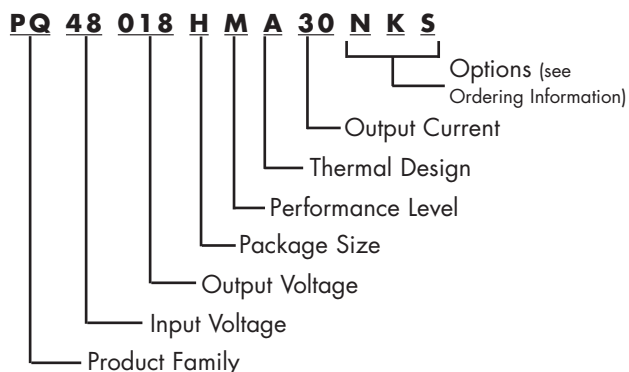 PQ 48 018 H M A 30 N K S
Options (see
Ordering Information)
Output Current
Thermal Design
Performance Level
Package Size
Output Voltage
Input Voltage
Product Family